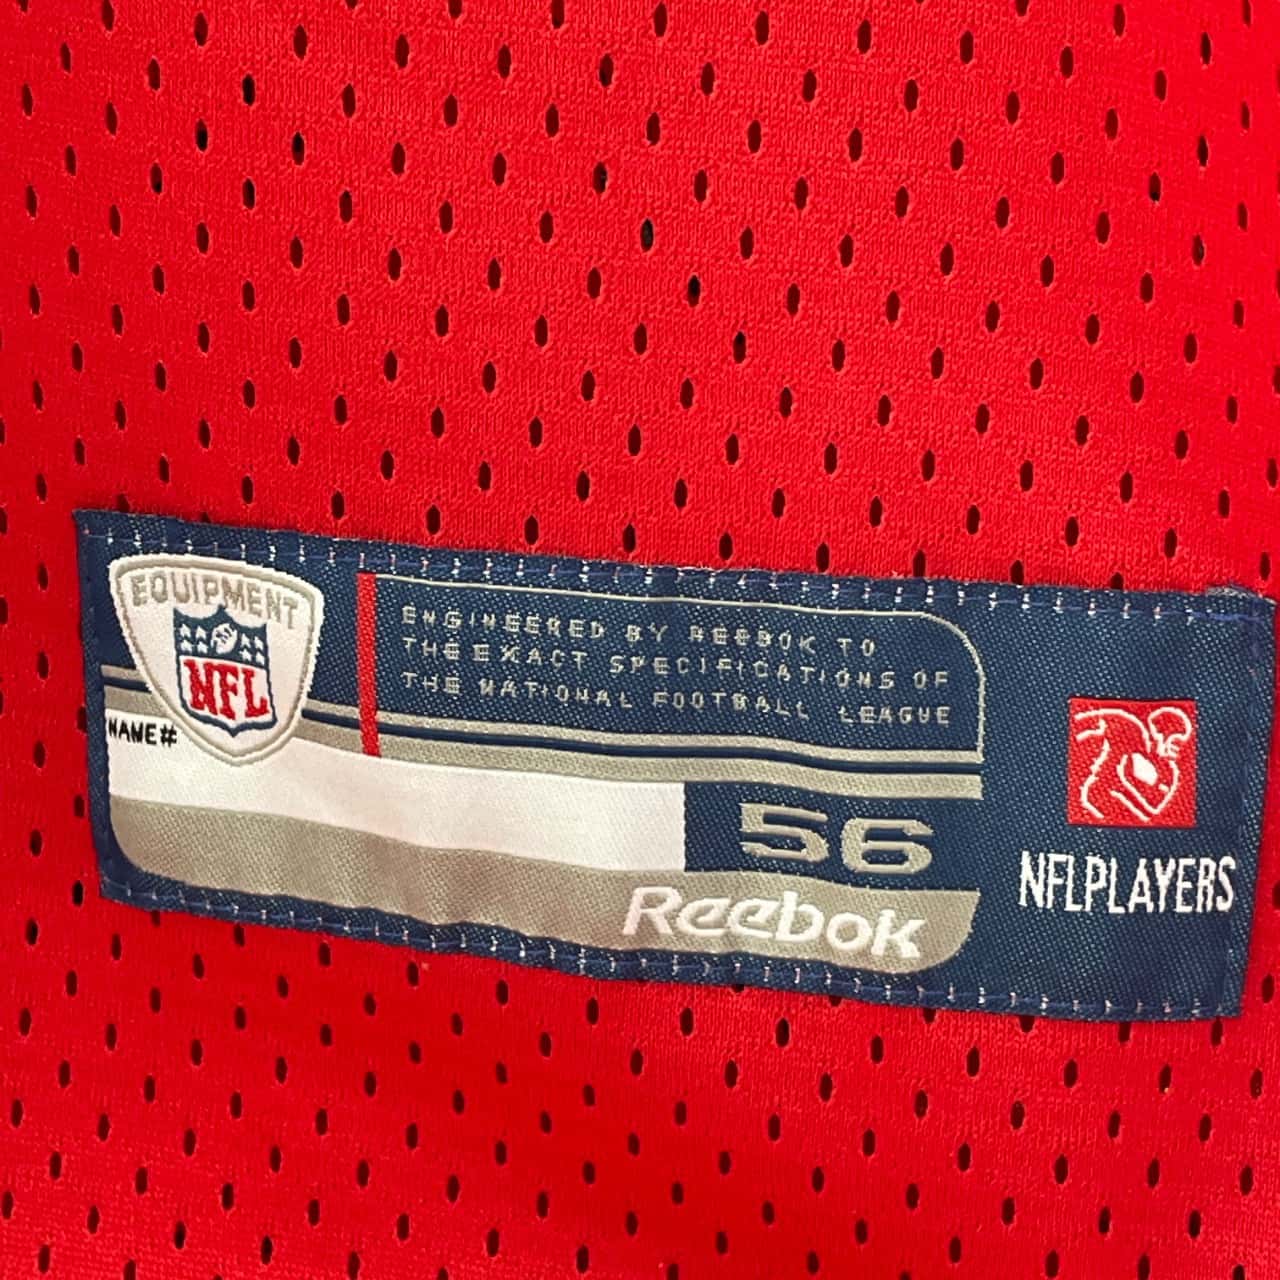 EQUIPMENT
NFL
NAME#
ENGINEERED BY REEBOK TO
THE EXACT SPECIFICATIONS OF
THE NATIONAL FOOTBALL LEAGUE
56
Reebok
NFLPLAYERS